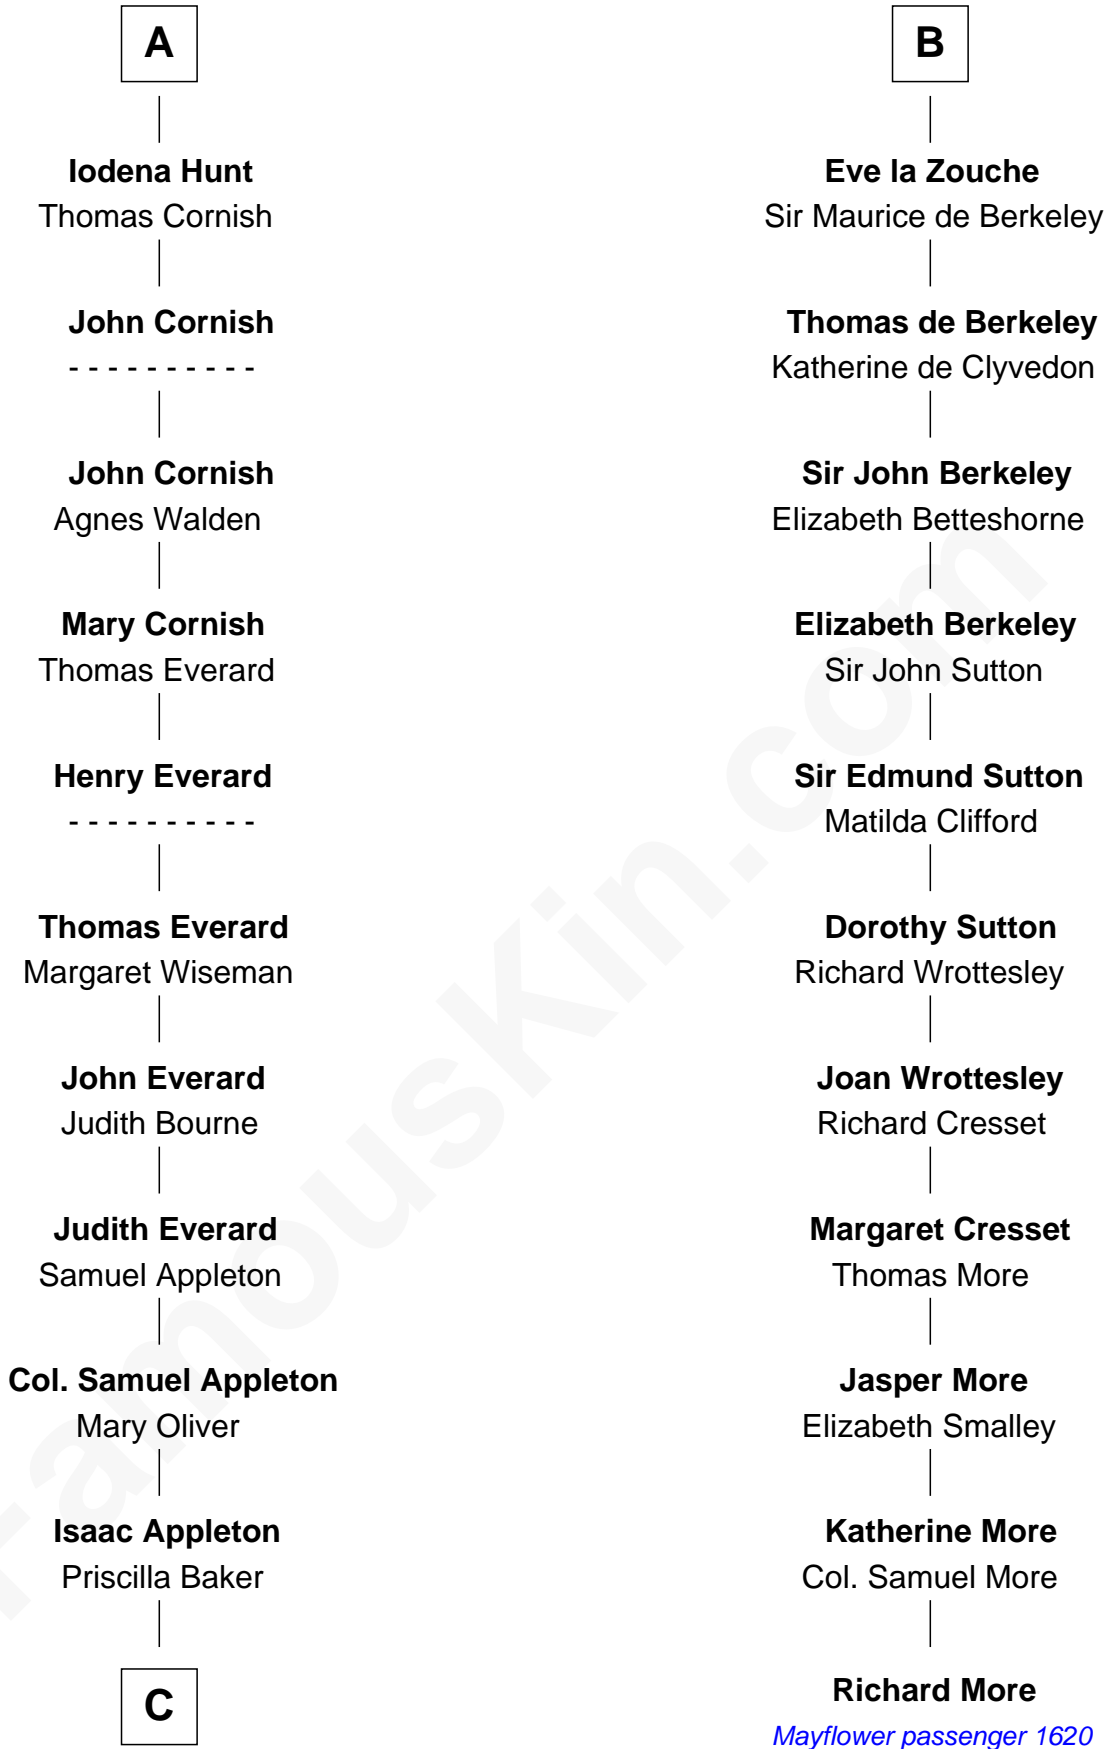 A
Iodena Hunt
Thomas Cornish
John Cornish
- - - - - - - - - -
John Cornish
Agnes Walden
Mary Cornish
Thomas Everard
Henry Everard
- - - - - - - - - -
Thomas Everard
Margaret Wiseman
John Everard
Judith Bourne
Judith Everard
Samuel Appleton
Col. Samuel Appleton
Mary Oliver
Isaac Appleton
Priscilla Baker
C
B
Eve la Zouche
Sir Maurice de Berkeley
Thomas de Berkeley
Katherine de Clyvedon
Sir John Berkeley
Elizabeth Betteshorne
Elizabeth Berkeley
Sir John Sutton
Sir Edmund Sutton
Matilda Clifford
Dorothy Sutton
Richard Wrottesley
Joan Wrottesley
Richard Cresset
Margaret Cresset
Thomas More
Jasper More
Elizabeth Smalley
Katherine More
Col. Samuel More
Richard More
Mayflower passenger 1620
FamousKin.com